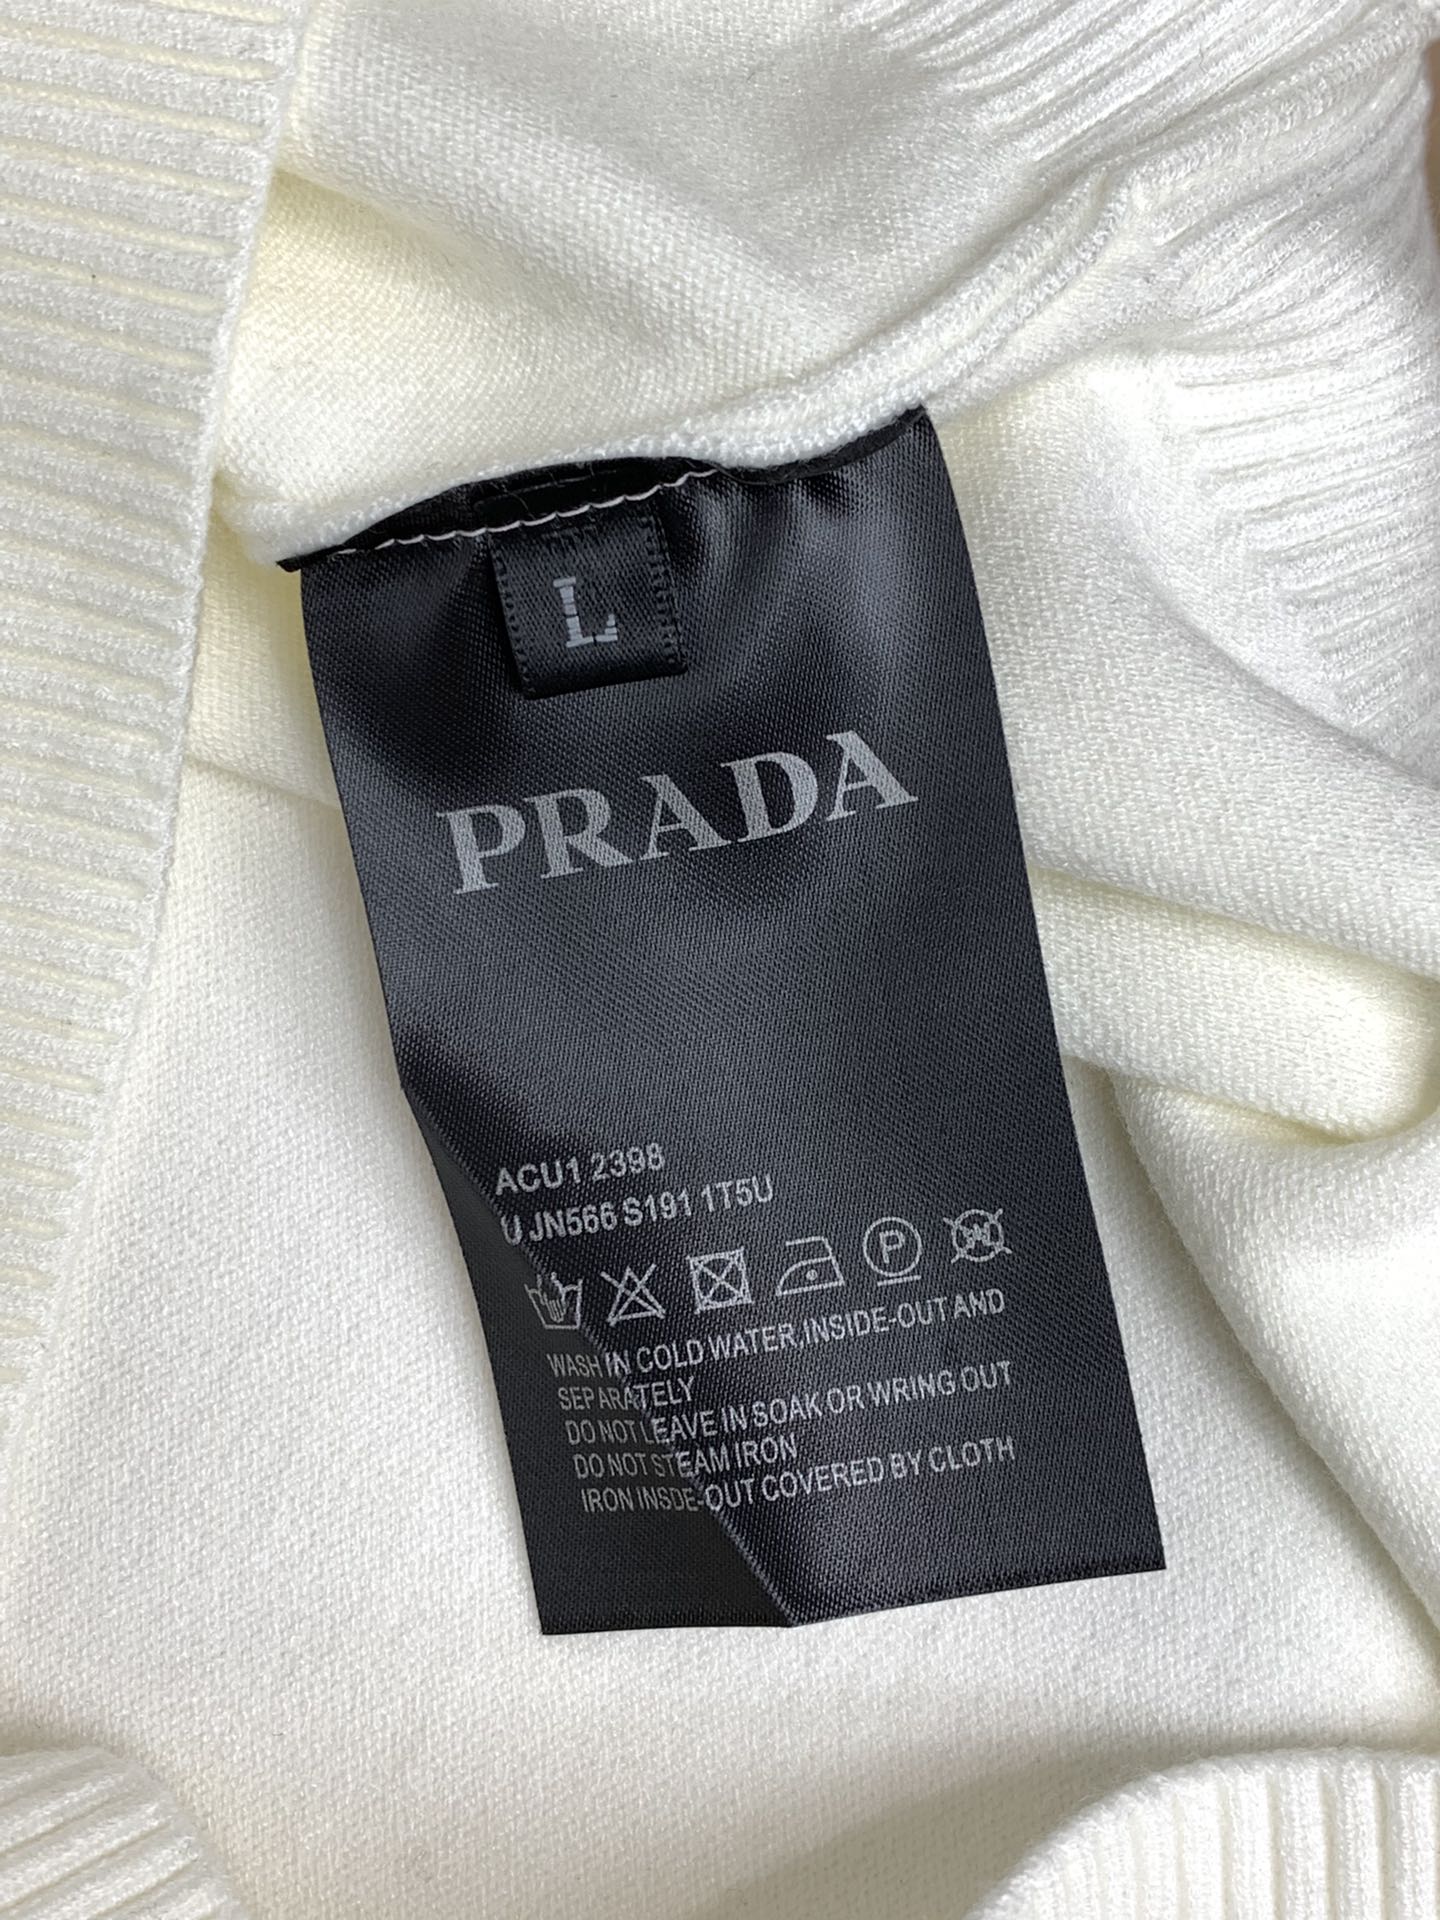 L
PRADA
ACU1 2398
U JN566 S191 1T5U
P
W
WASH IN COLD WATER,INSIDE-OUT AND
SEPARATELY
DO NOT LEAVE IN SOAK OR WRING OUT
DO NOT STEAM IRON
IRON INSDE-OUT COVERED BY CLOTH